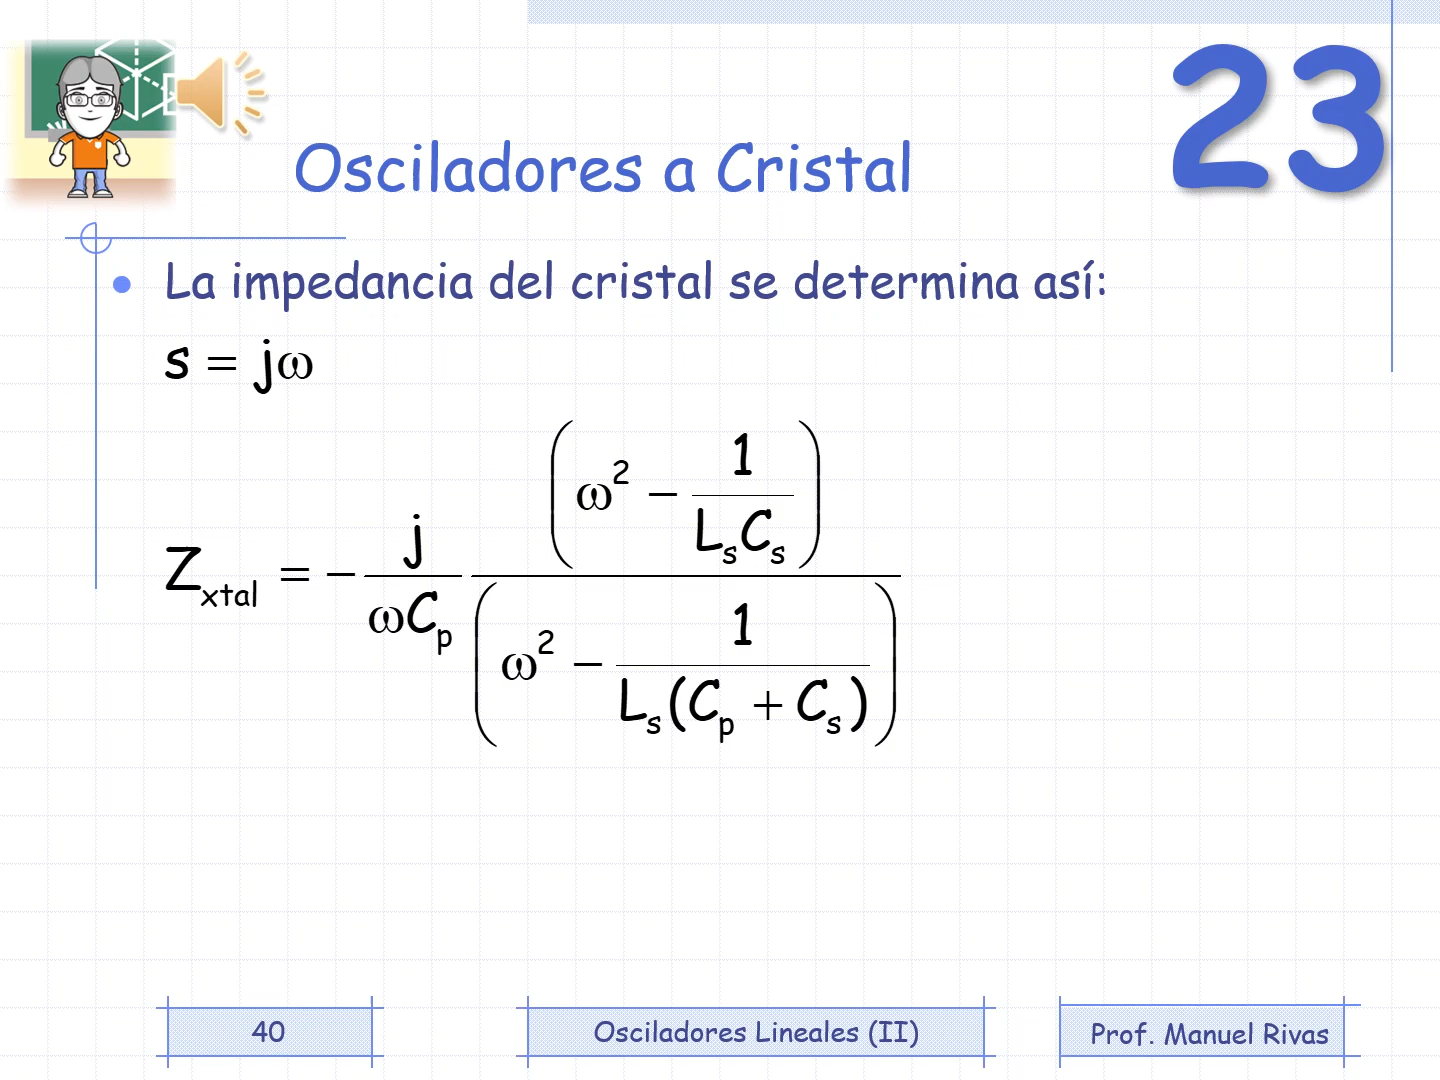 23
Osciladores a Cristal
• La impedancia del cristal se determina así:
s = jω
Z_xtal = − j/(ωC_p) · (ω² − 1/(L_sC_s)) / (ω² − 1/(L_s(C_p + C_s)))
40
Osciladores Lineales (II)
Prof. Manuel Rivas